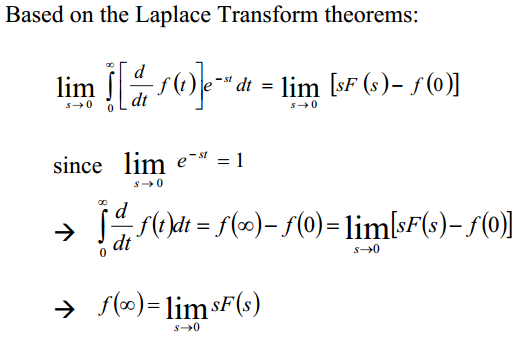 Based on the Laplace Transform theorems:
lim s→0 ∫₀^∞ [d/dt f(t)] e^{-st} dt = lim s→0 [sF(s) − f(0)]
since lim s→0 e^{-st} = 1
→ ∫₀^∞ d/dt f(t)dt = f(∞) − f(0) = lim s→0 [sF(s) − f(0)]
→ f(∞) = lim s→0 sF(s)